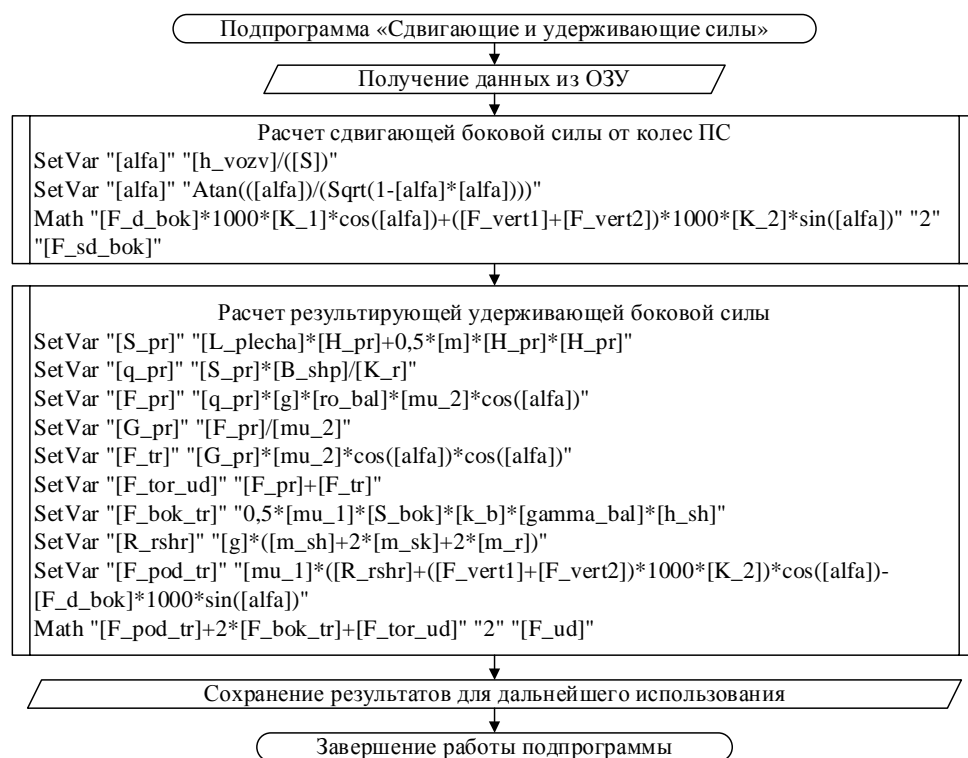 Подпрограмма «Сдвигающие и удерживающие силы»
Получение данных из ОЗУ
Расчет сдвигающей боковой силы от колес ПС
SetVar "[alfa]" "[h_vozv]/([S])"
SetVar "[alfa]" "Atan(([alfa])/(Sqrt(1-[alfa]*[alfa])))"
Math "[F_d_bok]*1000*[K_1]*cos([alfa])+([F_vert1]+[F_vert2])*1000*[K_2]*sin([alfa])" "2"
"[F_sd_bok]"
Расчет результирующей удерживающей боковой силы
SetVar "[S_pr]" "[L_plecha]*[H_pr]+0,5*[m]*[H_pr]*[H_pr]"
SetVar "[q_pr]" "[S_pr]*[B_shp]/[K_r]"
SetVar "[F_pr]" "[q_pr]*[g]*[ro_bal]*[mu_2]*cos([alfa])"
SetVar "[G_pr]" "[F_pr]/[mu_2]"
SetVar "[F_tr]" "[G_pr]*[mu_2]*cos([alfa])*cos([alfa])"
SetVar "[F_tor_ud]" "[F_pr]+[F_tr]"
SetVar "[F_bok_tr]" "0,5*[mu_1]*[S_bok]*[k_b]*[gamma_bal]*[h_sh]"
SetVar "[R_rshr]" "[g]*([m_sh]+2*[m_sk]+2*[m_r])"
SetVar "[F_pod_tr]" "[mu_1]*([R_rshr]+([F_vert1]+[F_vert2])*1000*[K_2])*cos([alfa])-
[F_d_bok]*1000*sin([alfa])"
Math "[F_pod_tr]+2*[F_bok_tr]+[F_tor_ud]" "2" "[F_ud]"
Сохранение результатов для дальнейшего использования
Завершение работы подпрограммы